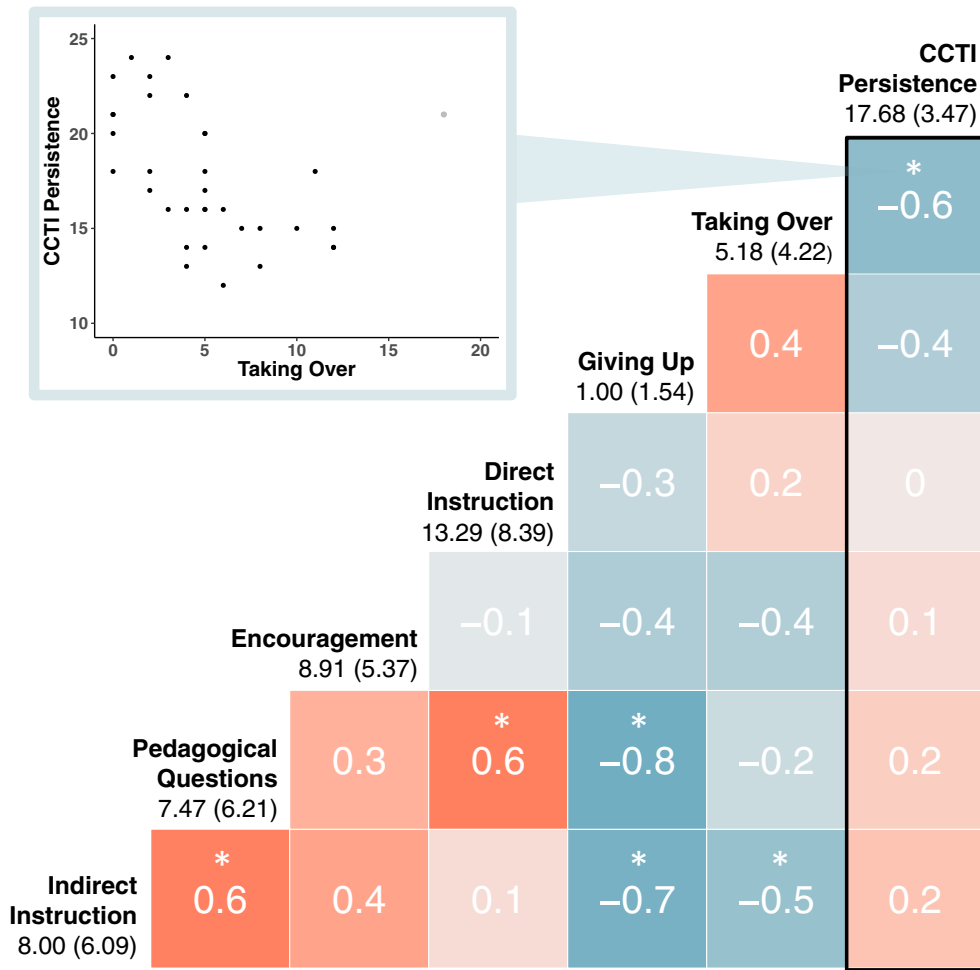 25
20
15
10
CCTI Persistence
0 5 10 15 20
Taking Over
CCTI
Persistence
17.68 (3.47)
*
−0.6
Taking Over
5.18 (4.22)
0.4 −0.4
Giving Up
1.00 (1.54)
−0.3 0.2 0
Direct
Instruction
13.29 (8.39)
−0.1 −0.4 −0.4 0.1
Encouragement
8.91 (5.37)
* *
0.3 0.6 −0.8 −0.2 0.2
Pedagogical
Questions
7.47 (6.21)
* * *
0.6 0.4 0.1 −0.7 −0.5 0.2
Indirect
Instruction
8.00 (6.09)